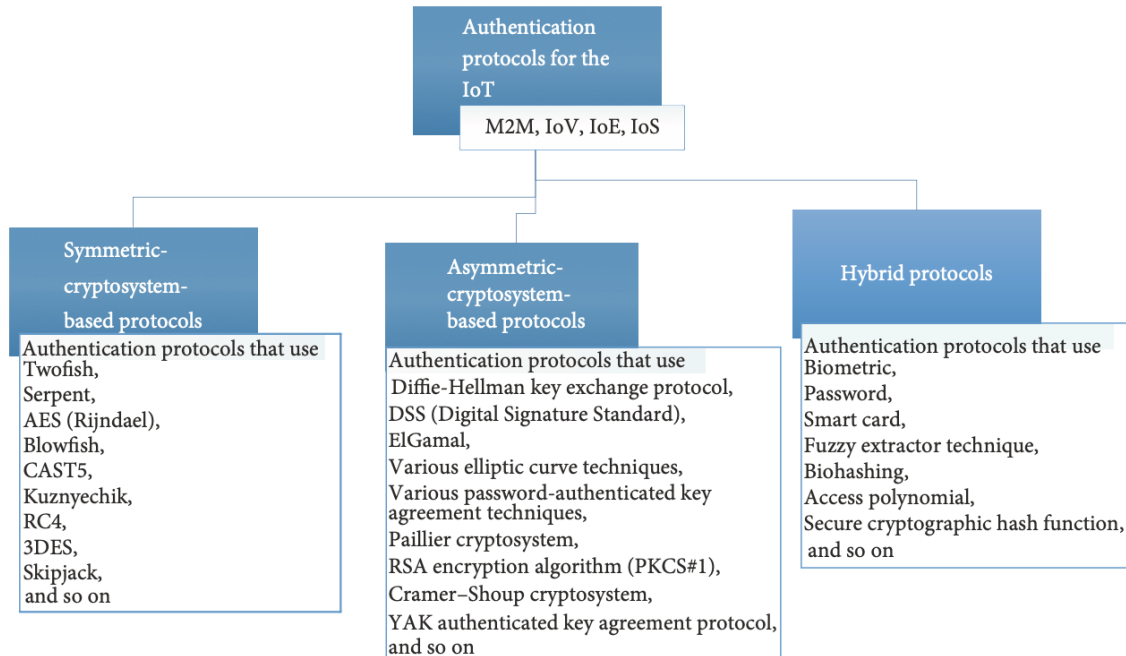 Authentication
protocols for the
IoT
M2M, IoV, IoE, IoS
Symmetric-
cryptosystem-
based protocols
Authentication protocols that use
Twofish,
Serpent,
AES (Rijndael),
Blowfish,
CAST5,
Kuznyechik,
RC4,
3DES,
Skipjack,
and so on
Asymmetric-
cryptosystem-
based protocols
Authentication protocols that use
Diffie-Hellman key exchange protocol,
DSS (Digital Signature Standard),
ElGamal,
Various elliptic curve techniques,
Various password-authenticated key
agreement techniques,
Paillier cryptosystem,
RSA encryption algorithm (PKCS#1),
Cramer–Shoup cryptosystem,
YAK authenticated key agreement protocol,
and so on
Hybrid protocols
Authentication protocols that use
Biometric,
Password,
Smart card,
Fuzzy extractor technique,
Biohashing,
Access polynomial,
Secure cryptographic hash function,
and so on